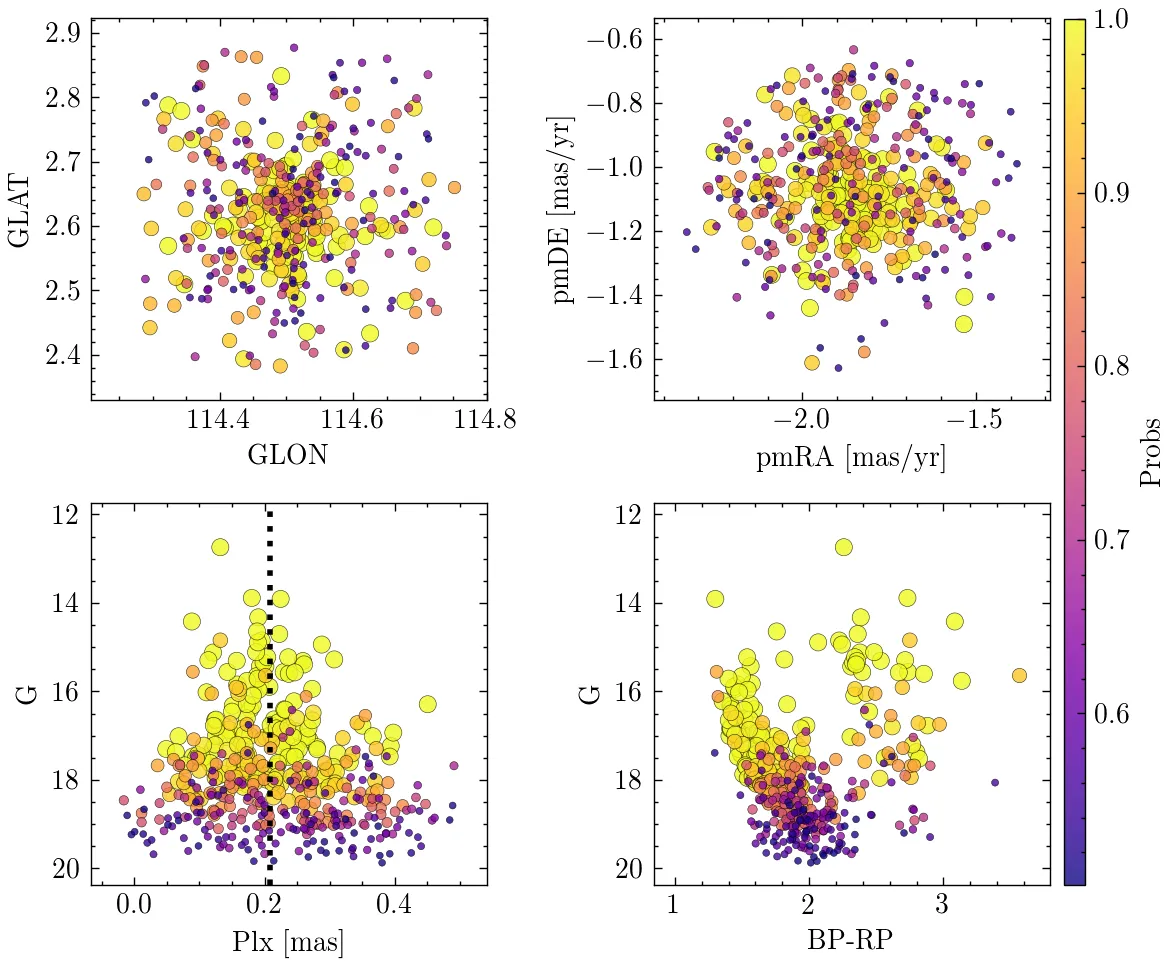 2.9
2.8
2.7
2.6
2.5
2.4
GLAT
114.4 114.6 114.8
GLON
−0.6
−0.8
−1.0
−1.2
−1.4
−1.6
pmDE [mas/yr]
−2.0 −1.5
pmRA [mas/yr]
12
14
16
18
20
G
0.0 0.2 0.4
Plx [mas]
12
14
16
18
20
G
1 2 3
BP-RP
1.0
0.9
0.8
0.7
0.6
Probs